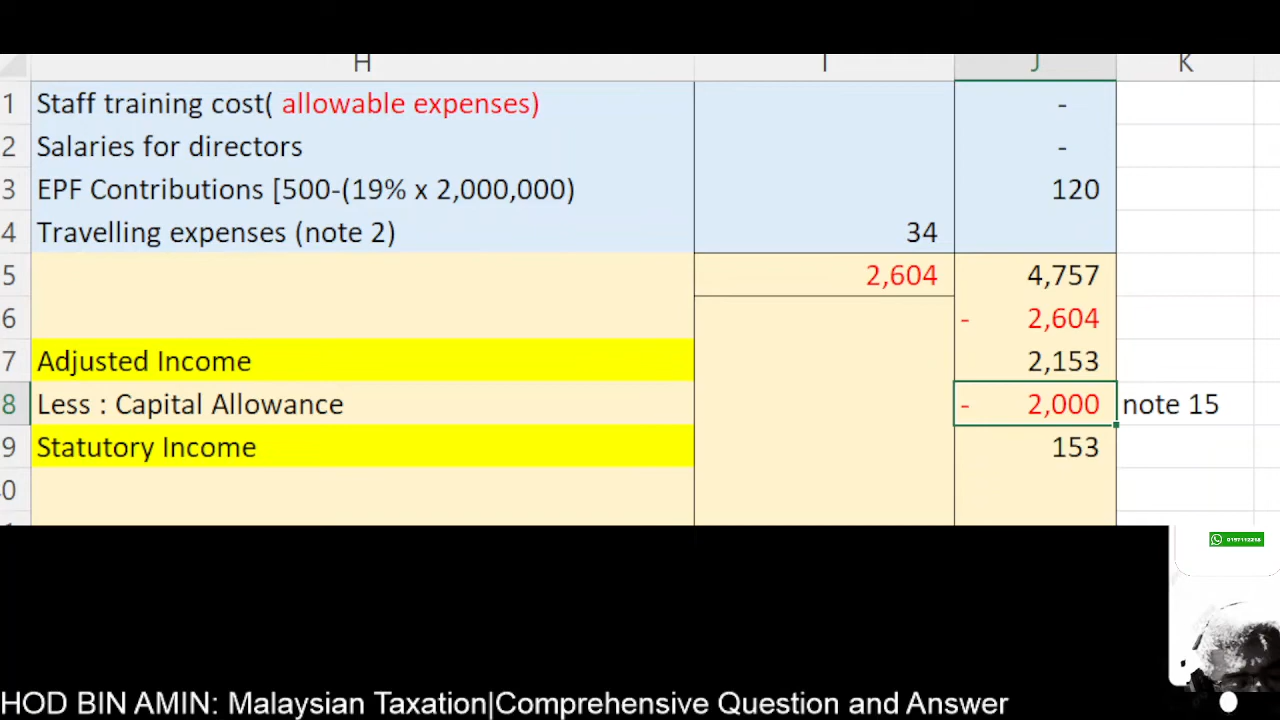 H I J K
1 Staff training cost( allowable expenses) -
2 Salaries for directors -
3 EPF Contributions [500-(19% x 2,000,000) 120
4 Travelling expenses (note 2) 34
5 2,604 4,757
6 - 2,604
7 Adjusted Income 2,153
8 Less : Capital Allowance - 2,000 note 15
9 Statutory Income 153
0
HOD BIN AMIN: Malaysian Taxation|Comprehensive Question and Answer